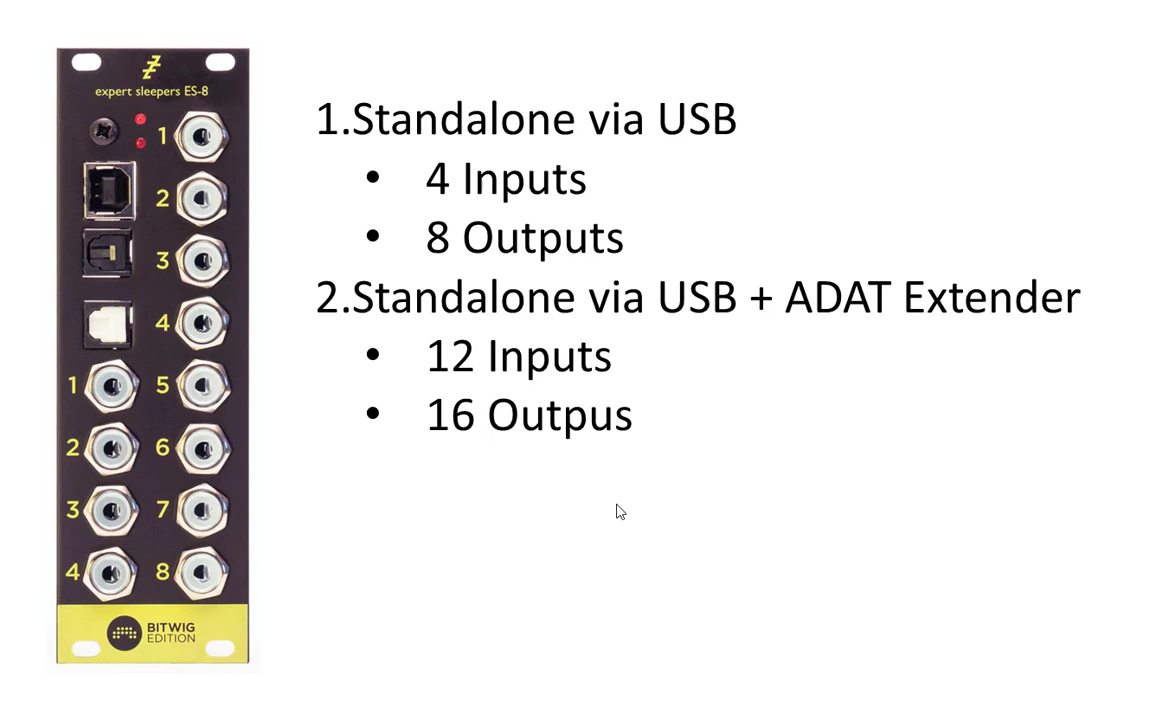 expert sleepers ES-8
1
2
3
4
1 5
2 6
3 7
4 8
BITWIG
EDITION
1.Standalone via USB
• 4 Inputs
• 8 Outputs
2.Standalone via USB + ADAT Extender
• 12 Inputs
• 16 Outpus